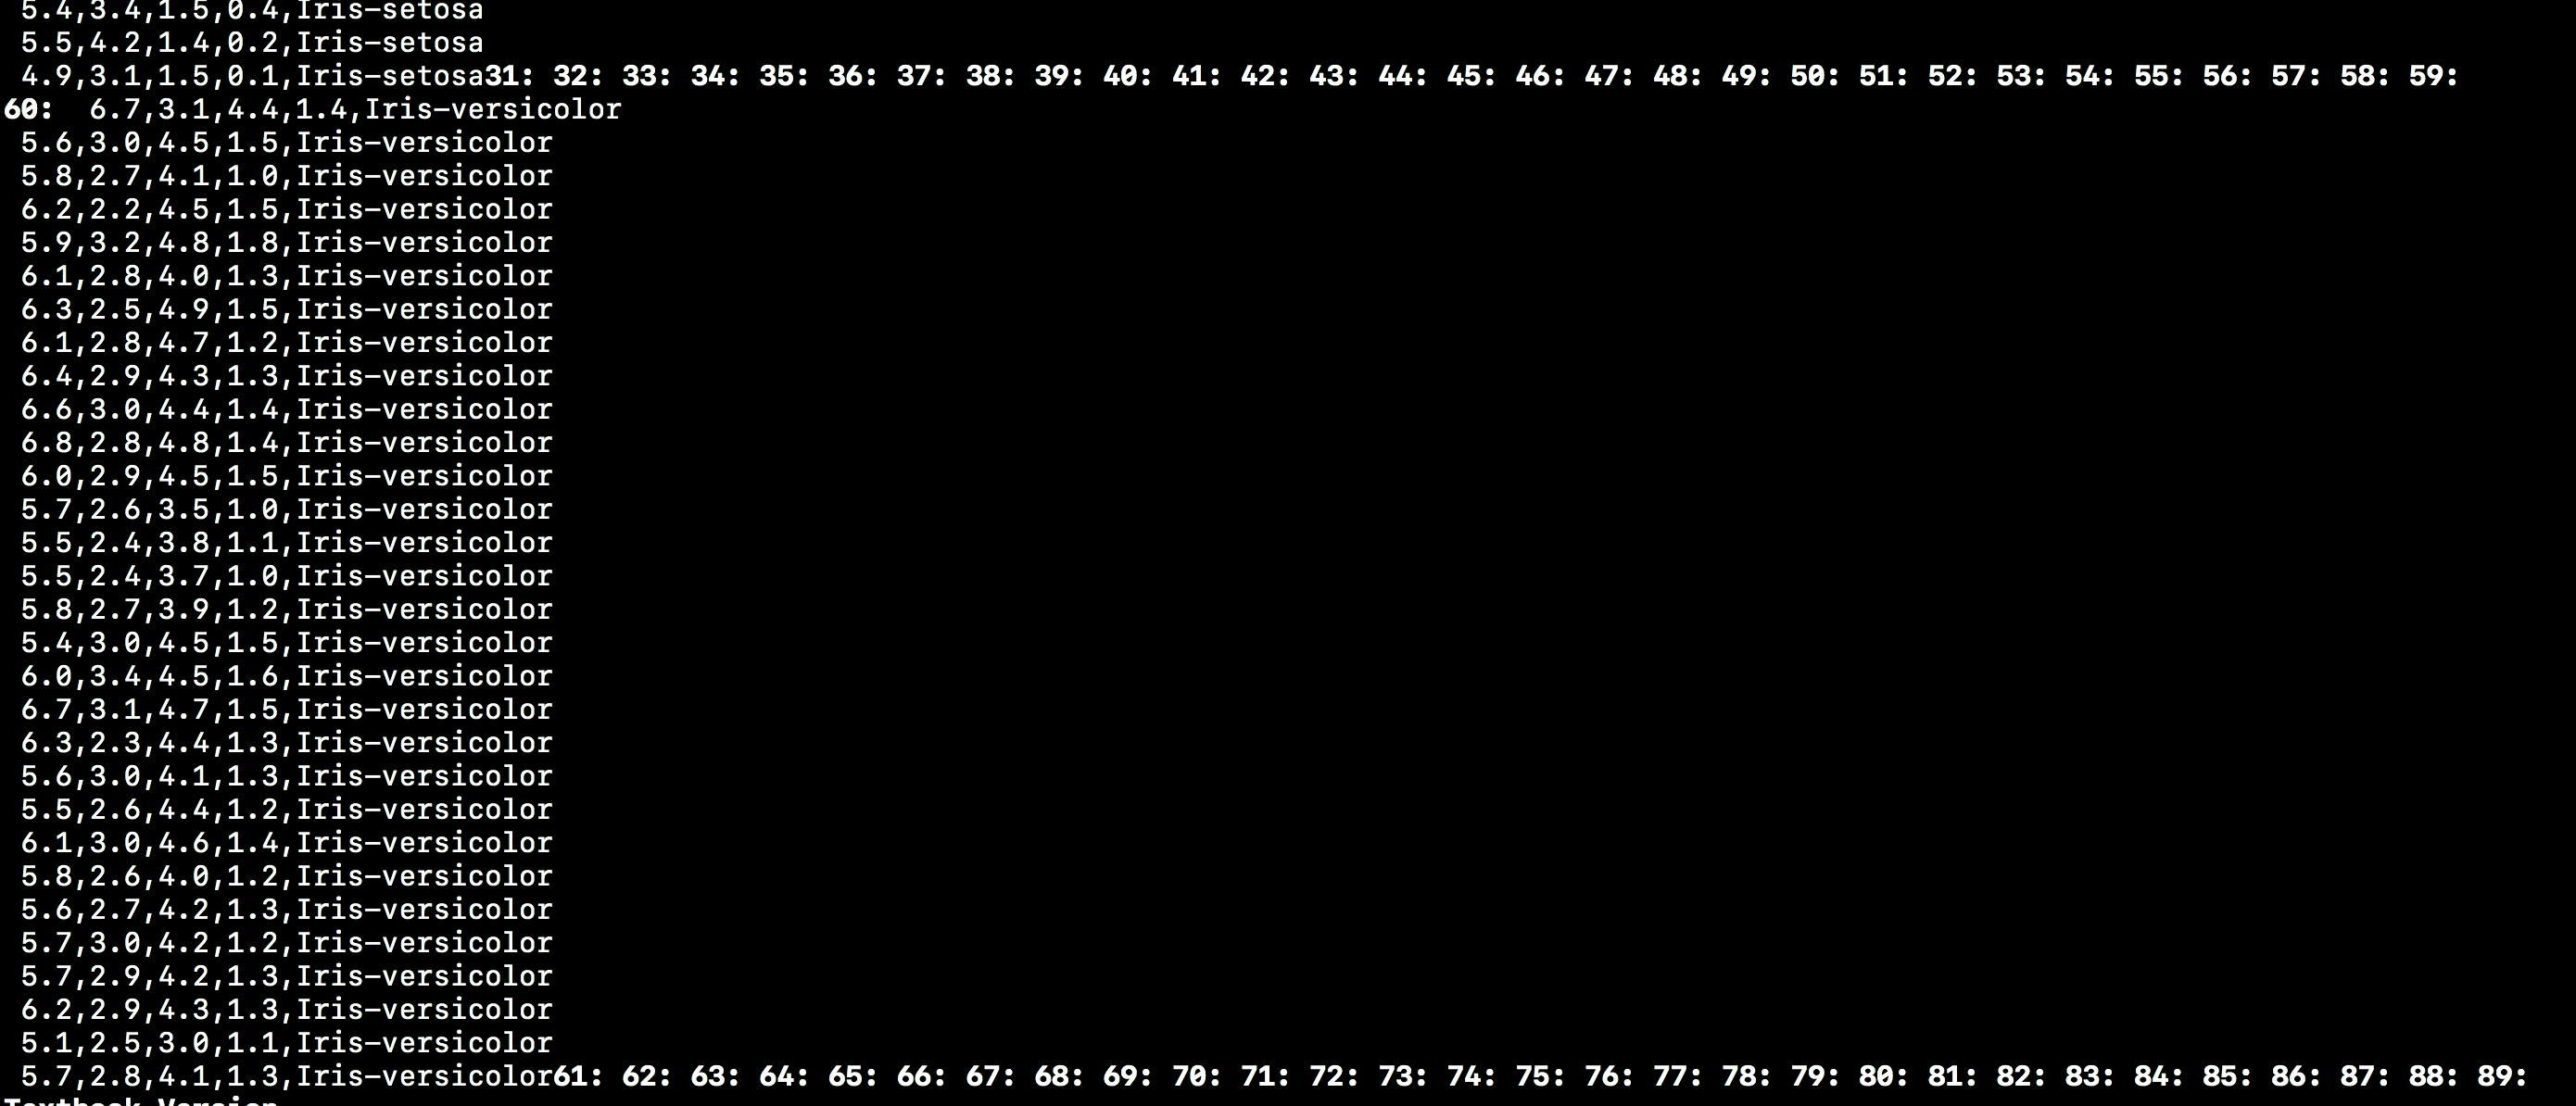 5.4,3.4,1.5,0.4,Iris-setosa
5.5,4.2,1.4,0.2,Iris-setosa
4.9,3.1,1.5,0.1,Iris-setosa31: 32: 33: 34: 35: 36: 37: 38: 39: 40: 41: 42: 43: 44: 45: 46: 47: 48: 49: 50: 51: 52: 53: 54: 55: 56: 57: 58: 59:
60:  6.7,3.1,4.4,1.4,Iris-versicolor
5.6,3.0,4.5,1.5,Iris-versicolor
5.8,2.7,4.1,1.0,Iris-versicolor
6.2,2.2,4.5,1.5,Iris-versicolor
5.9,3.2,4.8,1.8,Iris-versicolor
6.1,2.8,4.0,1.3,Iris-versicolor
6.3,2.5,4.9,1.5,Iris-versicolor
6.1,2.8,4.7,1.2,Iris-versicolor
6.4,2.9,4.3,1.3,Iris-versicolor
6.6,3.0,4.4,1.4,Iris-versicolor
6.8,2.8,4.8,1.4,Iris-versicolor
6.0,2.9,4.5,1.5,Iris-versicolor
5.7,2.6,3.5,1.0,Iris-versicolor
5.5,2.4,3.8,1.1,Iris-versicolor
5.5,2.4,3.7,1.0,Iris-versicolor
5.8,2.7,3.9,1.2,Iris-versicolor
5.4,3.0,4.5,1.5,Iris-versicolor
6.0,3.4,4.5,1.6,Iris-versicolor
6.7,3.1,4.7,1.5,Iris-versicolor
6.3,2.3,4.4,1.3,Iris-versicolor
5.6,3.0,4.1,1.3,Iris-versicolor
5.5,2.6,4.4,1.2,Iris-versicolor
6.1,3.0,4.6,1.4,Iris-versicolor
5.8,2.6,4.0,1.2,Iris-versicolor
5.6,2.7,4.2,1.3,Iris-versicolor
5.7,3.0,4.2,1.2,Iris-versicolor
5.7,2.9,4.2,1.3,Iris-versicolor
6.2,2.9,4.3,1.3,Iris-versicolor
5.1,2.5,3.0,1.1,Iris-versicolor
5.7,2.8,4.1,1.3,Iris-versicolor61: 62: 63: 64: 65: 66: 67: 68: 69: 70: 71: 72: 73: 74: 75: 76: 77: 78: 79: 80: 81: 82: 83: 84: 85: 86: 87: 88: 89: